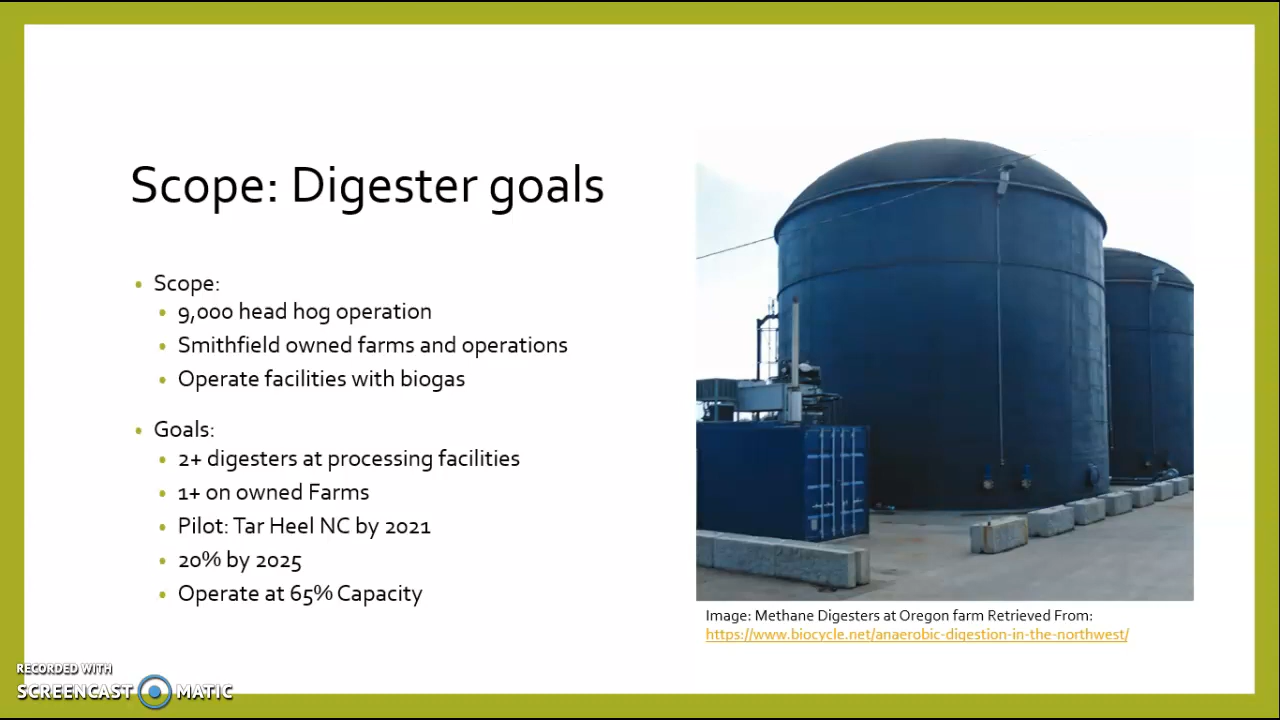 Scope: Digester goals
• Scope:
• 9,000 head hog operation
• Smithfield owned farms and operations
• Operate facilities with biogas
• Goals:
• 2+ digesters at processing facilities
• 1+ on owned Farms
• Pilot: Tar Heel NC by 2021
• 20% by 2025
• Operate at 65% Capacity
Image: Methane Digesters at Oregon farm Retrieved From:
https://www.biocycle.net/anaerobic-digestion-in-the-northwest/
RECORDED WITH
SCREENCAST MATIC